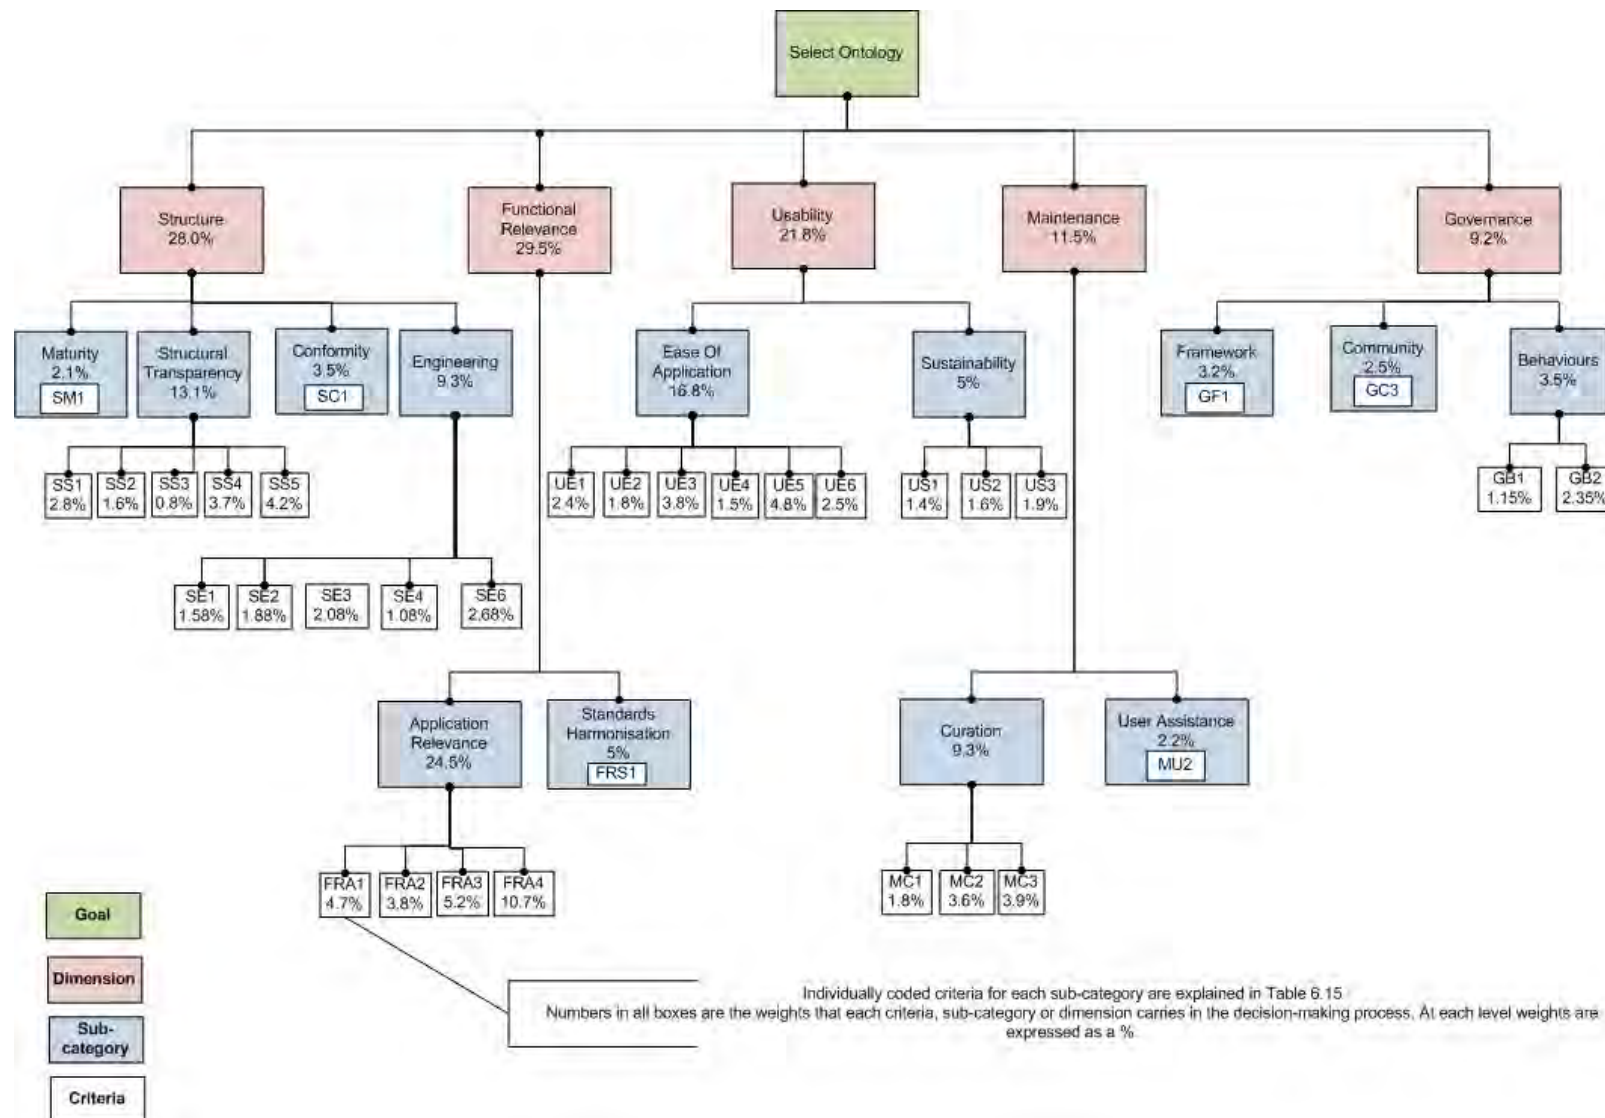 Select Ontology
Structure
28.0%
Functional
Relevance
29.5%
Usability
21.8%
Maintenance
11.5%
Governance
9.2%
Maturity
2.1%
SM1
Structural
Transparency
13.1%
Conformity
3.5%
SC1
Engineering
9.3%
Ease Of
Application
16.8%
Sustainability
5%
Framework
3.2%
GF1
Community
2.5%
GC3
Behaviours
3.5%
SS1
2.8%
SS2
1.6%
SS3
0.8%
SS4
3.7%
SS5
4.2%
UE1
2.4%
UE2
1.8%
UE3
3.8%
UE4
1.5%
UE5
4.8%
UE6
2.5%
US1
1.4%
US2
1.6%
US3
1.9%
GB1
1.15%
GB2
2.35%
SE1
1.58%
SE2
1.88%
SE3
2.08%
SE4
1.08%
SE6
2.68%
Application
Relevance
24.5%
Standards
Harmonisation
5%
FRS1
Curation
9.3%
User Assistance
2.2%
MU2
FRA1
4.7%
FRA2
3.8%
FRA3
5.2%
FRA4
10.7%
MC1
1.8%
MC2
3.6%
MC3
3.9%
Goal
Dimension
Sub-
category
Criteria
Individually coded criteria for each sub-category are explained in Table 6.15
Numbers in all boxes are the weights that each criteria, sub-category or dimension carries in the decision-making process. At each level weights are
expressed as a %